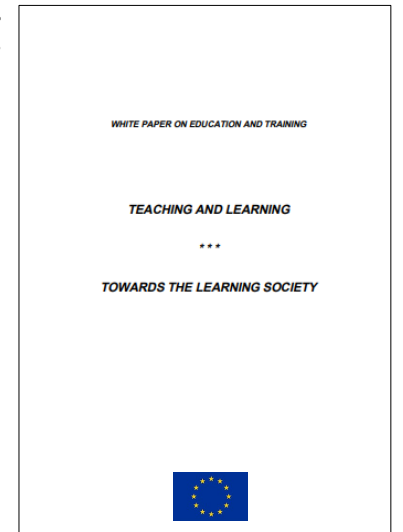 WHITE PAPER ON EDUCATION AND TRAINING
TEACHING AND LEARNING
* * *
TOWARDS THE LEARNING SOCIETY